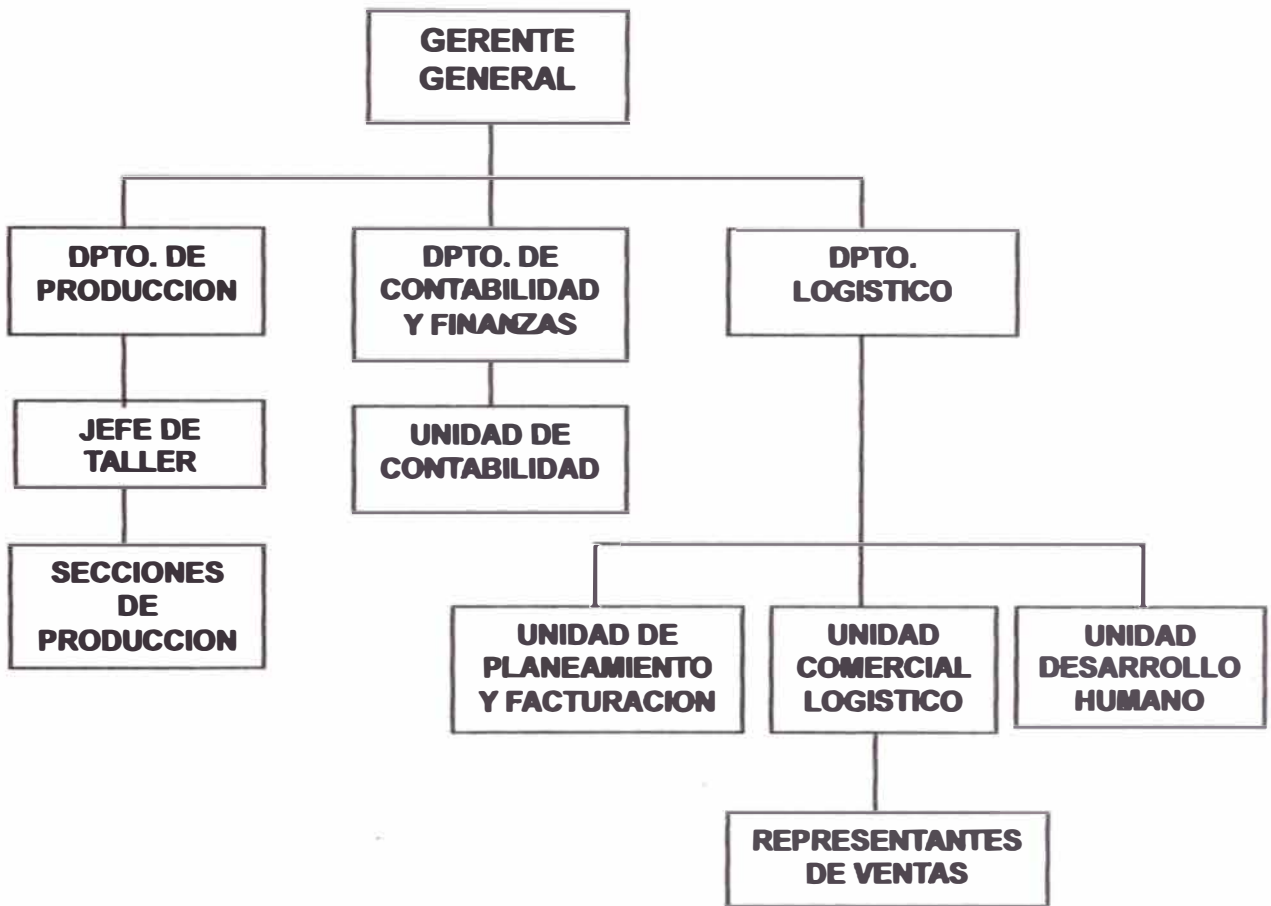 GERENTE
GENERAL
DPTO. DE
PRODUCCION
DPTO. DE
CONTABILIDAD
Y FINANZAS
DPTO.
LOGISTICO
JEFE DE
TALLER
UNIDAD DE
CONTABILIDAD
SECCIONES
DE
PRODUCCION
UNIDAD DE
PLANEAMIENTO
Y FACTURACION
UNIDAD
COMERCIAL
LOGISTICO
UNIDAD
DESARROLLO
HUMANO
REPRESENTANTES
DE VENTAS